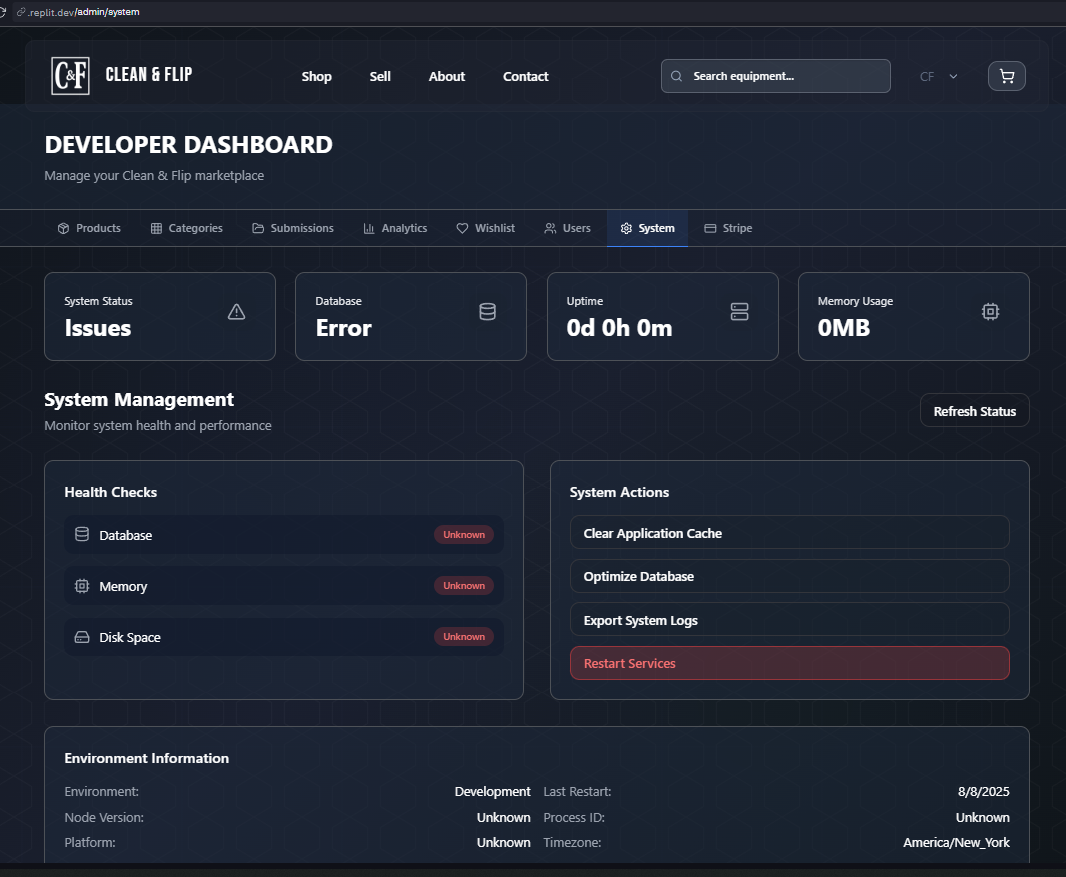 .replit.dev/admin/system
C&F CLEAN & FLIP Shop Sell About Contact Search equipment... CF
DEVELOPER DASHBOARD
Manage your Clean & Flip marketplace
Products Categories Submissions Analytics Wishlist Users System Stripe
System Status
Issues
Database
Error
Uptime
0d 0h 0m
Memory Usage
0MB
System Management
Monitor system health and performance
Refresh Status
Health Checks
Database Unknown
Memory Unknown
Disk Space Unknown
System Actions
Clear Application Cache
Optimize Database
Export System Logs
Restart Services
Environment Information
Environment: Development Last Restart: 8/8/2025
Node Version: Unknown Process ID: Unknown
Platform: Unknown Timezone: America/New_York